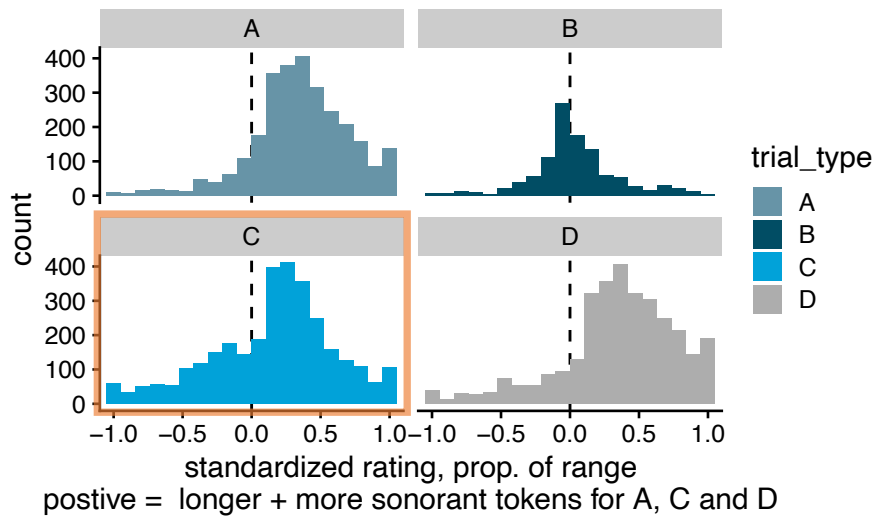 A
B
400
300
200
100
0
C
D
400
300
200
100
0
count
−1.0 −0.5 0.0 0.5 1.0 −1.0 −0.5 0.0 0.5 1.0
standardized rating, prop. of range
postive = longer + more sonorant tokens for A, C and D
trial_type
A
B
C
D